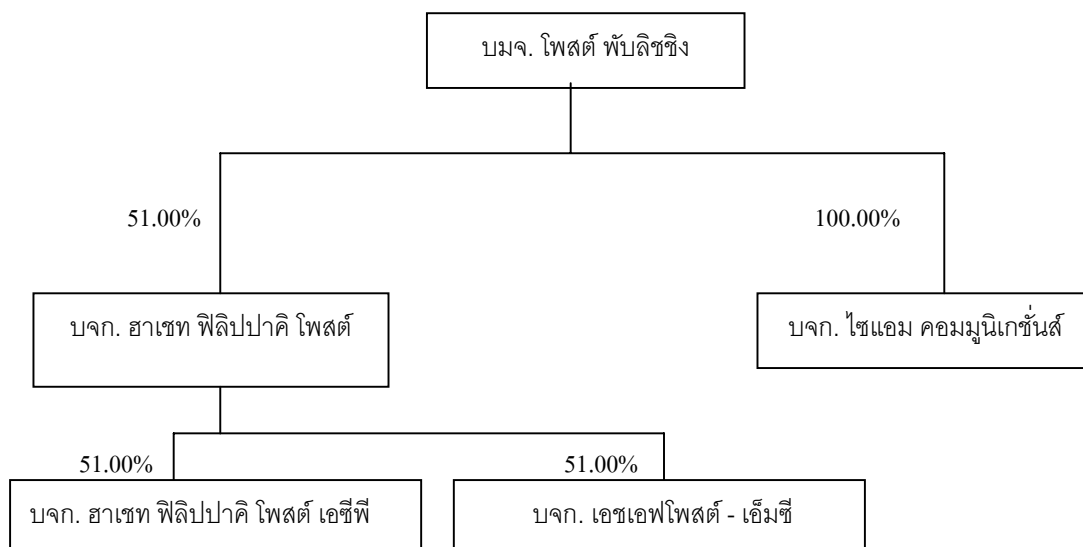 บมจ. โพสต์ พับลิชชิง
51.00%
100.00%
บจก. ฮาเชท ฟิลิปปาคิ โพสต์
บจก. ไซแอม คอมมูนิเกชั่นส์
51.00%
51.00%
บจก. ฮาเชท ฟิลิปปาคิ โพสต์ เอซีพี
บจก. เอชเอฟโพสต์ - เอ็มซี